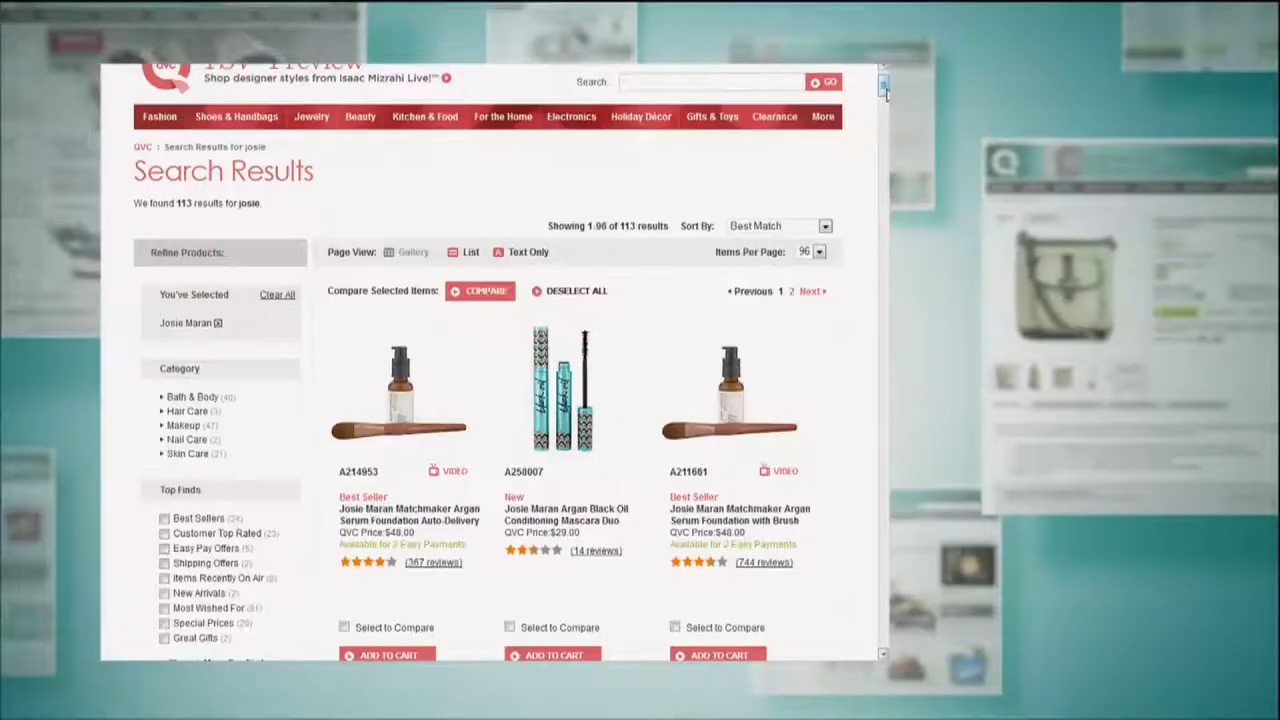 QVC
TSV Preview
Shop designer styles from Isaac Mizrahi Live!™
Search:
GO
Fashion Shoes & Handbags Jewelry Beauty Kitchen & Food For the Home Electronics Holiday Décor Gifts & Toys Clearance More
QVC : Search Results for josie
Search Results
We found 113 results for josie.
Showing 1-96 of 113 results Sort By: Best Match
Refine Products:
Page View: Gallery List Text Only Items Per Page: 96
You've Selected Clear All
Compare Selected Items: COMPARE DESELECT ALL Previous 1 2 Next
Josie Maran
Category
Bath & Body (40)
Hair Care (3)
Makeup (47)
Nail Care (2)
Skin Care (21)
A214953 VIDEO A258007 A211661 VIDEO
Top Finds
Best Seller New Best Seller
Josie Maran Matchmaker Argan Josie Maran Argan Black Oil Josie Maran Matchmaker Argan
Best Sellers (24)
Serum Foundation Auto-Delivery Conditioning Mascara Duo Serum Foundation with Brush
Customer Top Rated (23)
QVC Price:$48.00 QVC Price:$29.00 QVC Price:$48.00
Available for 2 Easy Payments Available for 2 Easy Payments
Easy Pay Offers (5)
(14 reviews)
Shipping Offers (2)
(367 reviews) (744 reviews)
Items Recently On Air
New Arrivals (2)
Most Wished For
Special Prices
Great Gifts (2)
Select to Compare Select to Compare Select to Compare
ADD TO CART ADD TO CART ADD TO CART